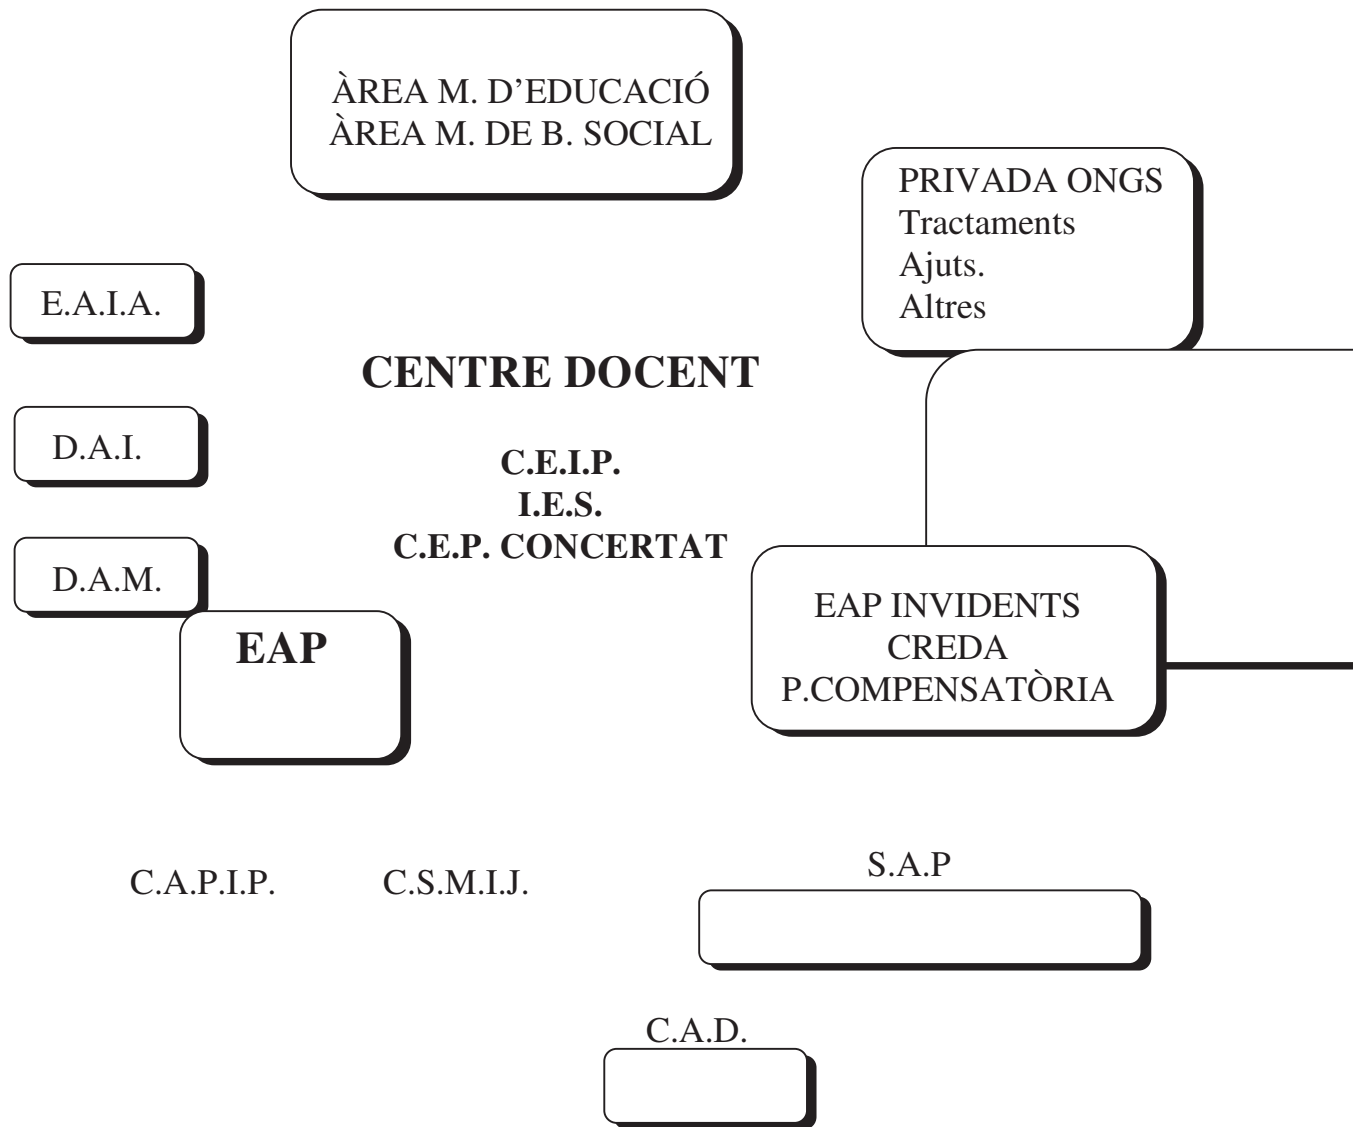 ÀREA M. D’EDUCACIÓ
ÀREA M. DE B. SOCIAL
PRIVADA ONGS
Tractaments
Ajuts.
Altres
E.A.I.A.
CENTRE DOCENT
D.A.I.
C.E.I.P.
I.E.S.
C.E.P. CONCERTAT
D.A.M.
EAP
EAP INVIDENTS
CREDA
P.COMPENSATÒRIA
C.A.P.I.P.
C.S.M.I.J.
S.A.P
C.A.D.